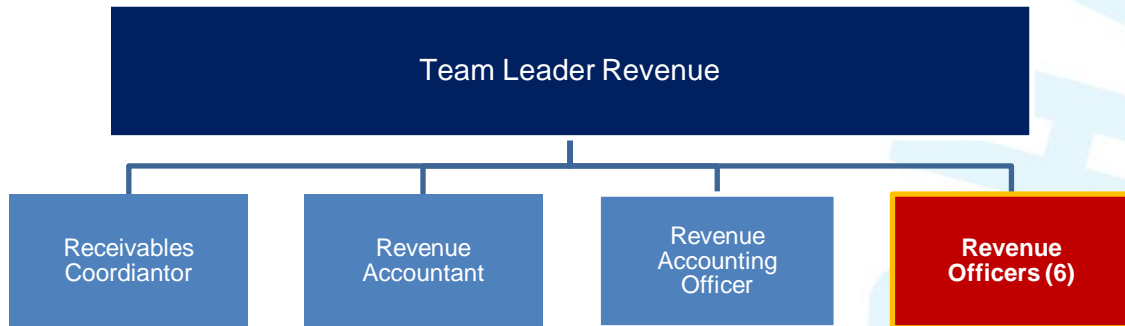 Team Leader Revenue
Receivables
Coordiantor
Revenue
Accountant
Revenue
Accounting
Officer
Revenue
Officers (6)